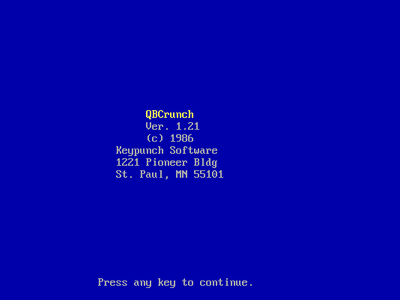 QBCrunch
Ver. 1.21
(c) 1986
Keypunch Software
1221 Pioneer Bldg
St. Paul, MN 55101
Press any key to continue.